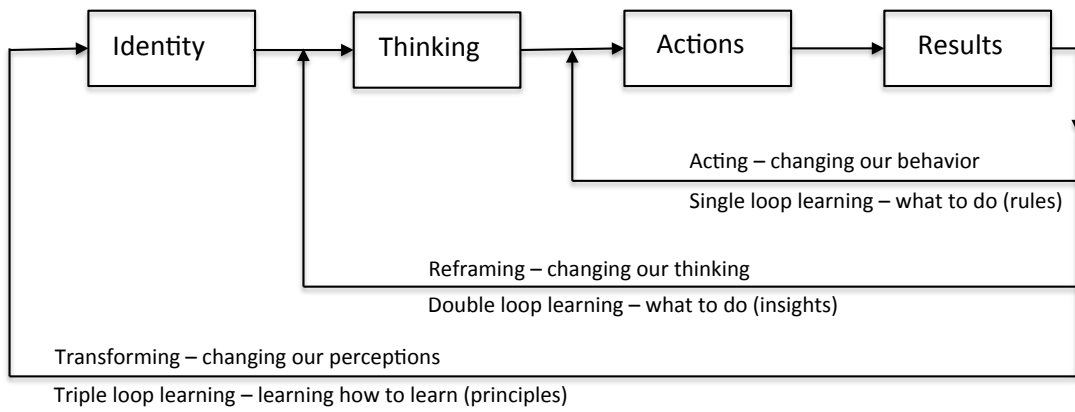 Identity
Thinking
Actions
Results
Acting – changing our behavior
Single loop learning – what to do (rules)
Reframing – changing our thinking
Double loop learning – what to do (insights)
Transforming – changing our perceptions
Triple loop learning – learning how to learn (principles)